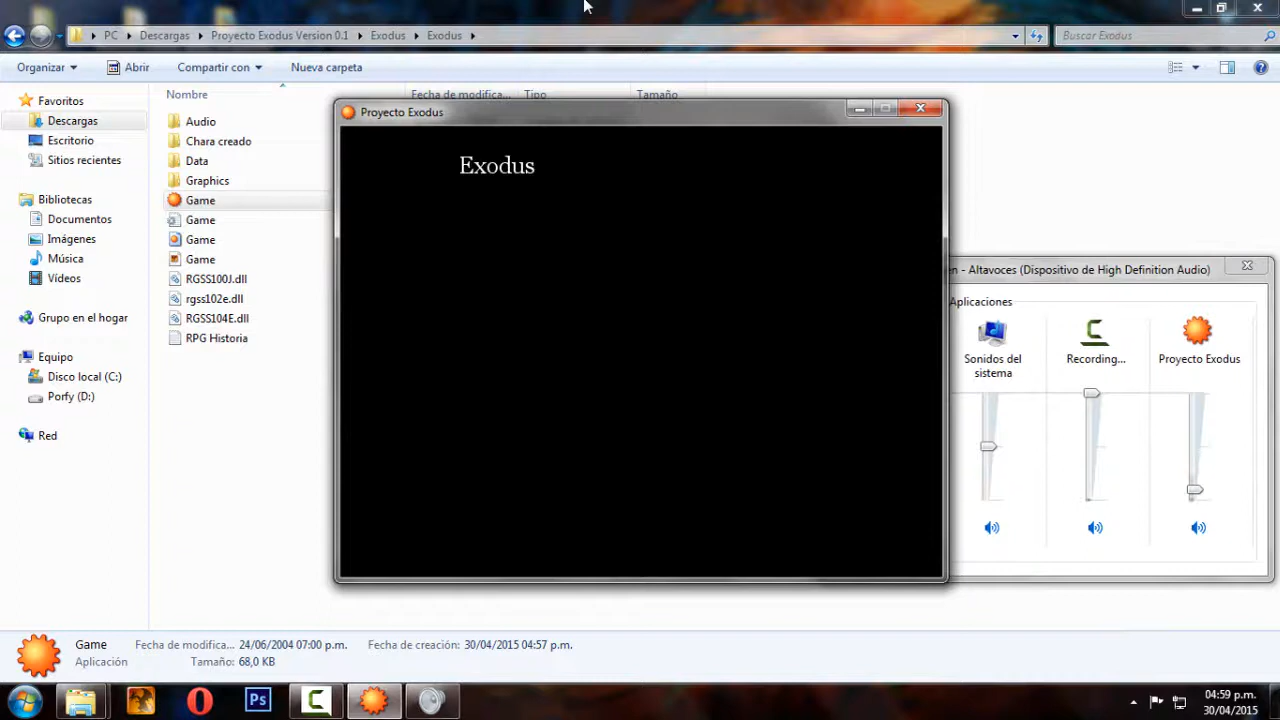 PC Descargas Proyecto Exodus Version 0.1 Exodus Exodus
Buscar Exodus
Organizar Abrir Compartir con Nueva carpeta
Nombre Fecha de modifica... Tipo Tamaño
Favoritos
Descargas
Escritorio
Sitios recientes
Bibliotecas
Documentos
Imágenes
Música
Vídeos
Grupo en el hogar
Equipo
Disco local (C:)
Porfy (D:)
Red
Audio
Chara creado
Data
Graphics
Game
Game
Game
Game
RGSS100J.dll
rgss102e.dll
RGSS104E.dll
RPG Historia
Proyecto Exodus
Exodus
en - Altavoces (Dispositivo de High Definition Audio)
Aplicaciones
Sonidos del
sistema
Recording...
Proyecto Exodus
Game Fecha de modifica... 24/06/2004 07:00 p.m. Fecha de creación: 30/04/2015 04:57 p.m.
Aplicación Tamaño: 68,0 KB
Ps
04:59 p.m.
30/04/2015